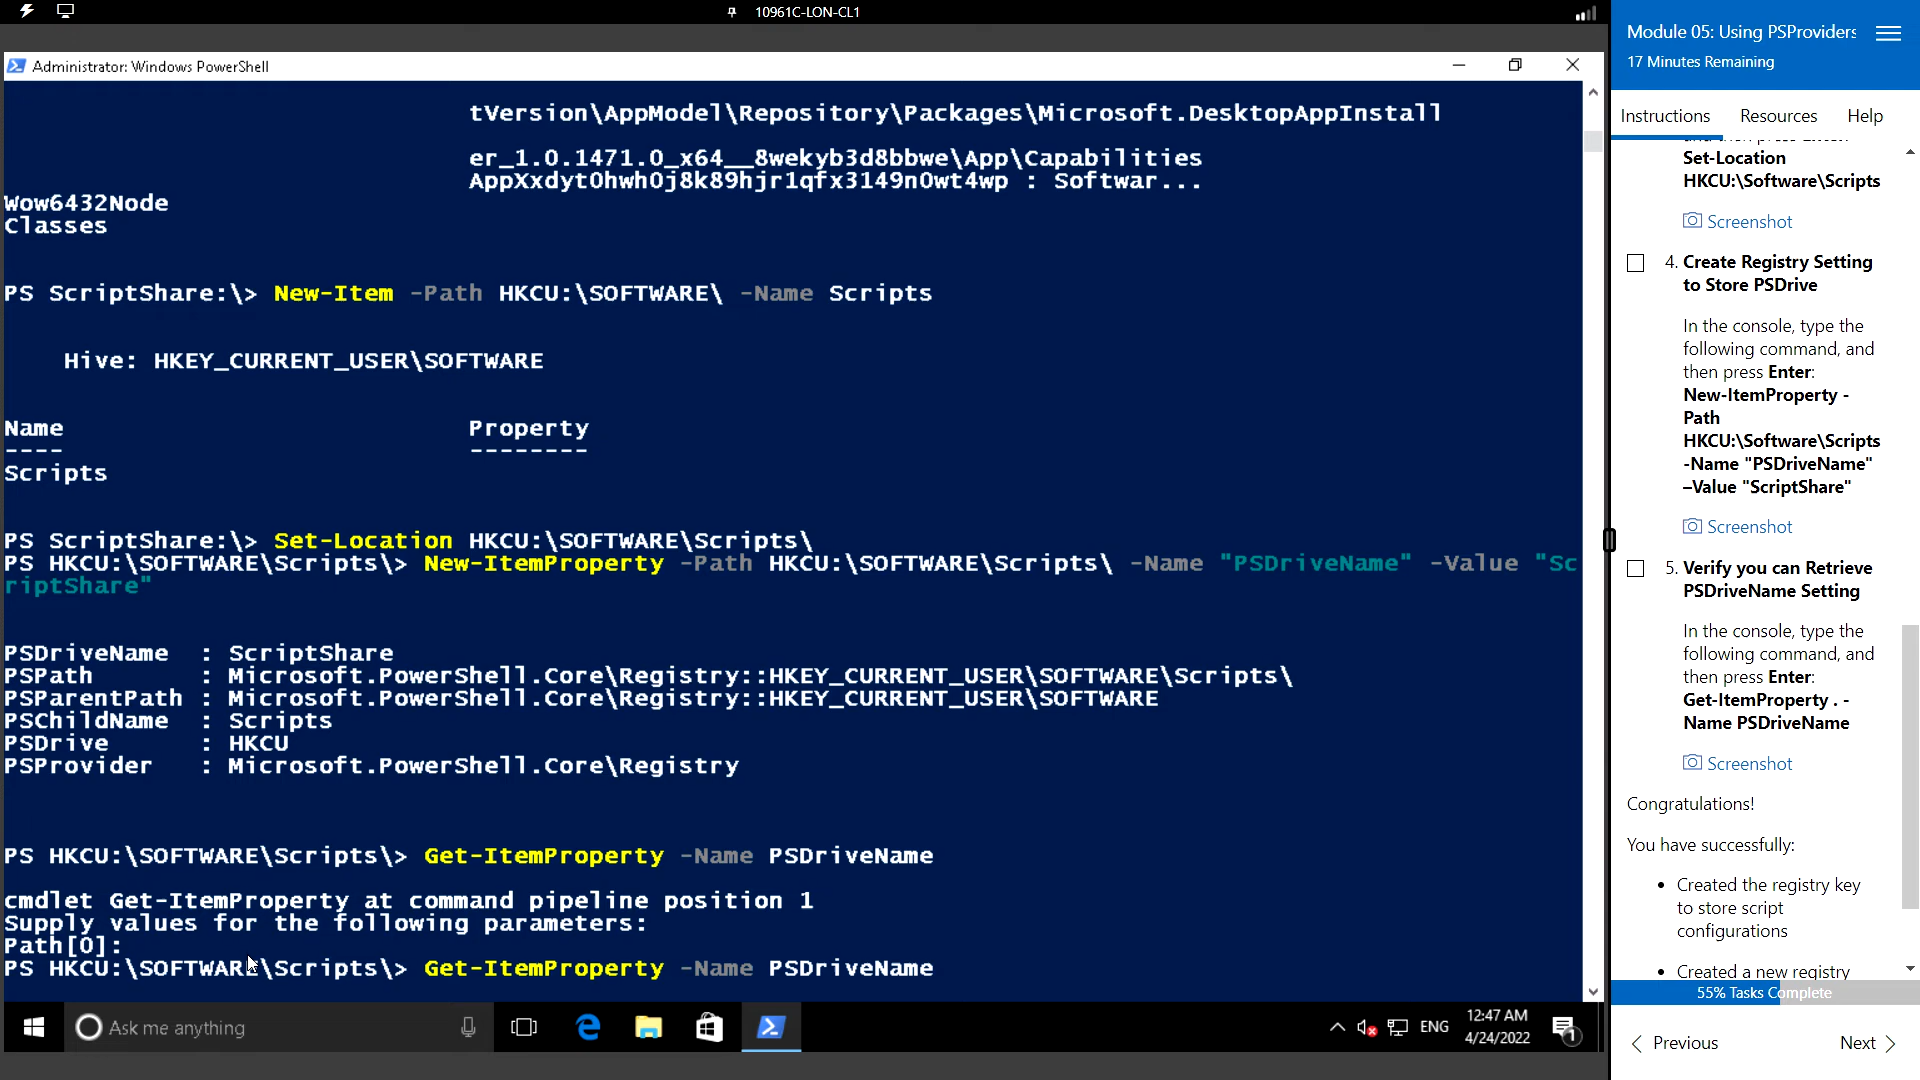 10961C-LON-CL1
Administrator: Windows PowerShell
tVersion\AppModel\Repository\Packages\Microsoft.DesktopAppInstall
er_1.0.1471.0_x64__8wekyb3d8bbwe\App\Capabilities
AppXxdyt0hwh0j8k89hjr1qfx3149n0wt4wp : Softwar...
Wow6432Node
Classes
PS ScriptShare:\> New-Item -Path HKCU:\SOFTWARE\ -Name Scripts
Hive: HKEY_CURRENT_USER\SOFTWARE
Name Property
---- --------
Scripts
PS ScriptShare:\> Set-Location HKCU:\SOFTWARE\Scripts\
PS HKCU:\SOFTWARE\Scripts\> New-ItemProperty -Path HKCU:\SOFTWARE\Scripts\ -Name "PSDriveName" -Value "Sc
riptShare"
PSDriveName : ScriptShare
PSPath : Microsoft.PowerShell.Core\Registry::HKEY_CURRENT_USER\SOFTWARE\Scripts\
PSParentPath : Microsoft.PowerShell.Core\Registry::HKEY_CURRENT_USER\SOFTWARE
PSChildName : Scripts
PSDrive : HKCU
PSProvider : Microsoft.PowerShell.Core\Registry
PS HKCU:\SOFTWARE\Scripts\> Get-ItemProperty -Name PSDriveName
cmdlet Get-ItemProperty at command pipeline position 1
Supply values for the following parameters:
Path[0]:
PS HKCU:\SOFTWARE\Scripts\> Get-ItemProperty -Name PSDriveName
Ask me anything
ENG
12:47 AM
4/24/2022
1
Module 05: Using PSProviders
17 Minutes Remaining
Instructions Resources Help
Set-Location
HKCU:\Software\Scripts
Screenshot
4. Create Registry Setting
to Store PSDrive
In the console, type the
following command, and
then press Enter:
New-ItemProperty -
Path
HKCU:\Software\Scripts
-Name "PSDriveName"
–Value "ScriptShare"
Screenshot
5. Verify you can Retrieve
PSDriveName Setting
In the console, type the
following command, and
then press Enter:
Get-ItemProperty . -
Name PSDriveName
Screenshot
Congratulations!
You have successfully:
• Created the registry key
to store script
configurations
• Created a new registry
55% Tasks Complete
Previous Next